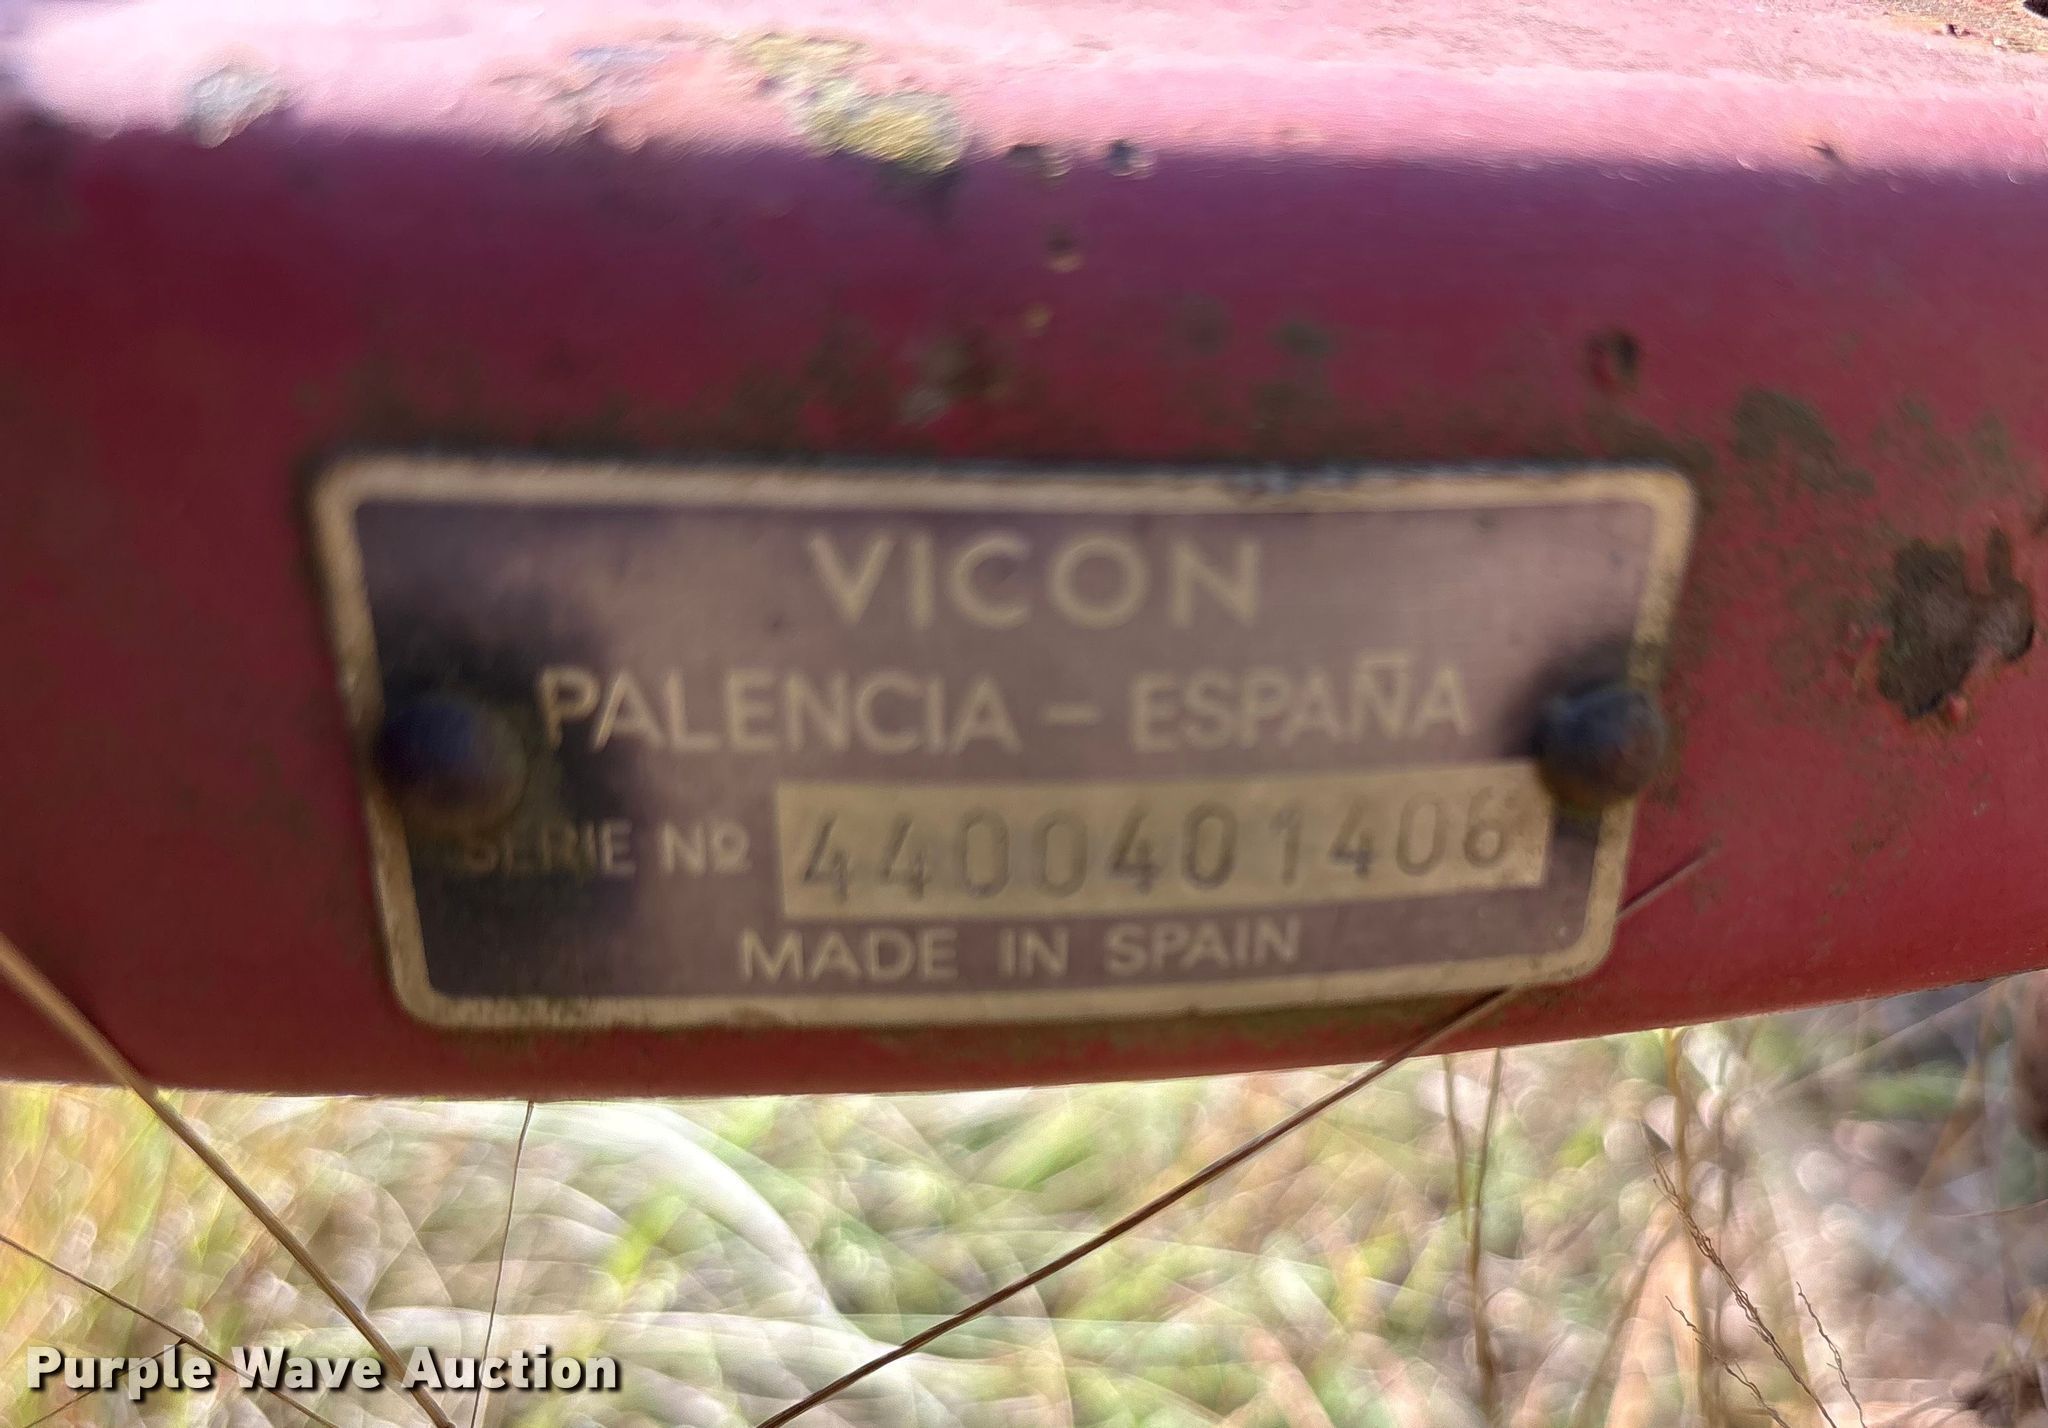 VICON
PALENCIA - ESPAÑA
SERIE Nº 4400401406
MADE IN SPAIN
Purple Wave Auction